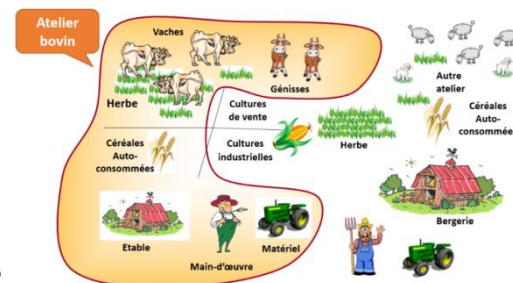 Atelier
bovin
Vaches
Génisses
Herbe
Cultures
de vente
Céréales
Auto-
consommées
Cultures
industrielles
Herbe
Autre
atelier
Céréales
Auto-
consommées
Etable
Matériel
Main-d'œuvre
Bergerie